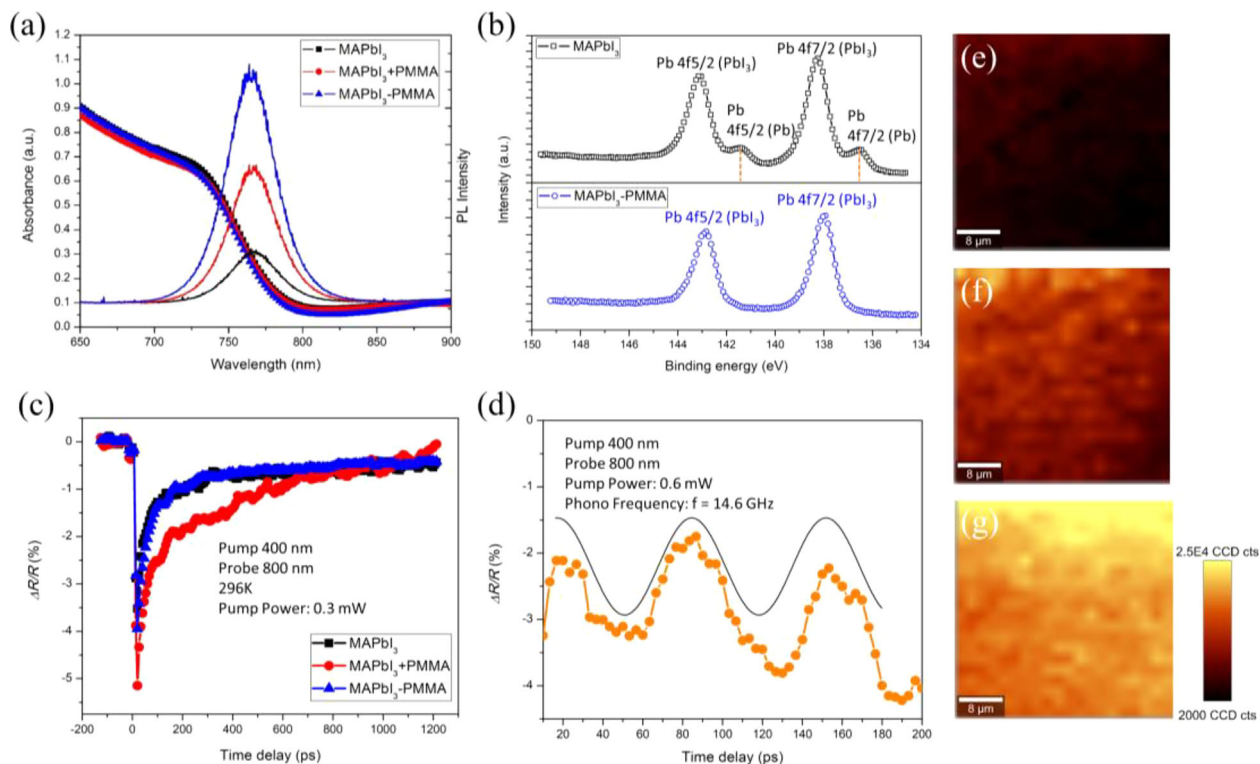 (a)
1.2
1.1
1.0
0.9
0.8
0.7
0.6
0.5
0.4
0.3
0.2
0.1
0.0
650
700
750
800
850
900
Absorbance (a.u.)
PL Intensity
Wavelength (nm)
MAPbI₃
MAPbI₃+PMMA
MAPbI₃-PMMA
(b)
MAPbI₃
Pb 4f5/2 (PbI₃)
Pb 4f7/2 (PbI₃)
Pb
4f5/2 (Pb)
Pb
4f7/2 (Pb)
MAPbI₃-PMMA
Pb 4f5/2 (PbI₃)
Pb 4f7/2 (PbI₃)
Intensity (a.u.)
150
148
146
144
142
140
138
136
134
Binding energy (eV)
(c)
0
-1
-2
-3
-4
-5
ΔR/R (%)
Pump 400 nm
Probe 800 nm
296K
Pump Power: 0.3 mW
MAPbI₃
MAPbI₃+PMMA
MAPbI₃-PMMA
-200
0
200
400
600
800
1000
1200
Time delay (ps)
(d)
0
-1
-2
-3
-4
ΔR/R (%)
Pump 400 nm
Probe 800 nm
Pump Power: 0.6 mW
Phono Frequency: f = 14.6 GHz
20
40
60
80
100
120
140
160
180
200
Time delay (ps)
(e)
8 μm
(f)
8 μm
(g)
8 μm
2.5E4 CCD cts
2000 CCD cts